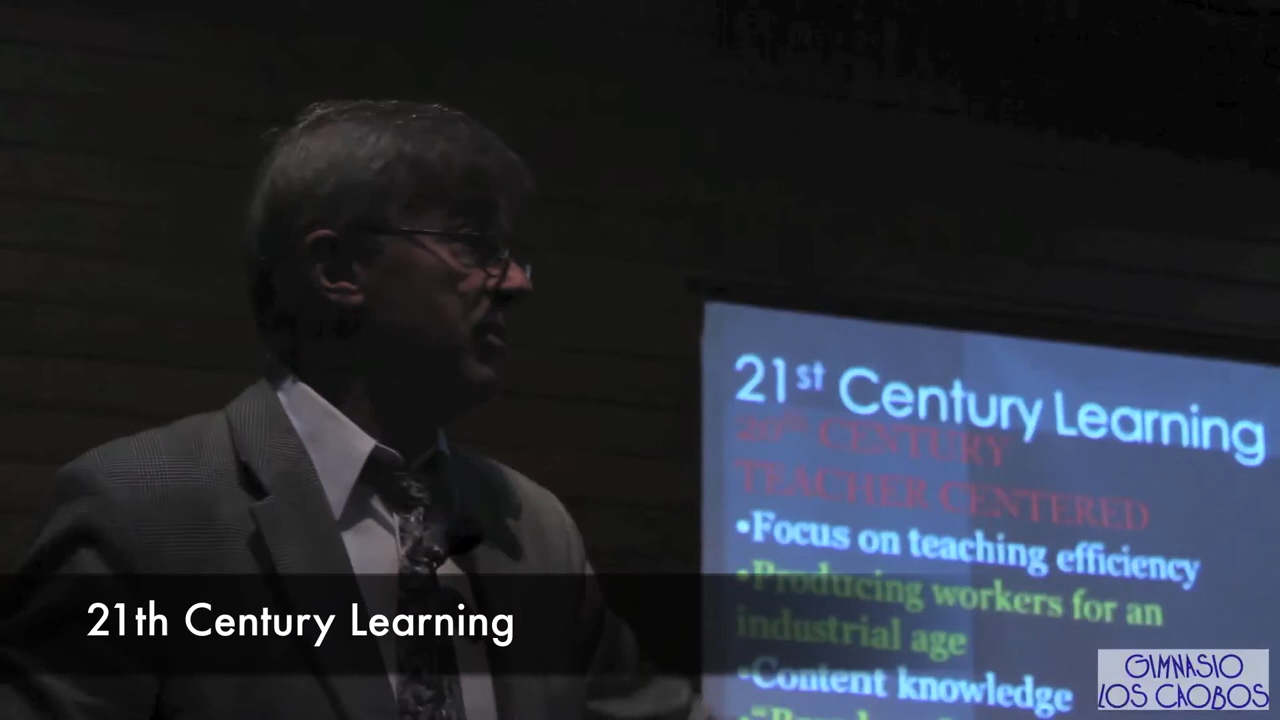 21st Century Learning
20th CENTURY
TEACHER CENTERED
•Focus on teaching efficiency
•Producing workers for an
industrial age
•Content knowledge
21th Century Learning
GIMNASIO
LOS CAOBOS